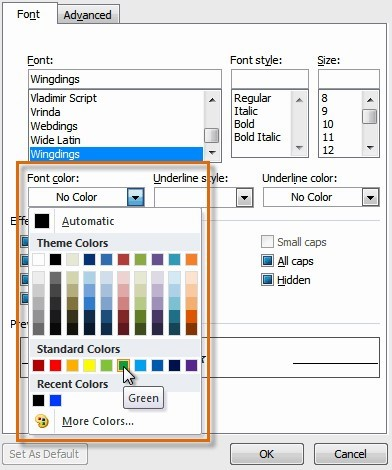 Font Advanced
Font: Font style: Size:
Wingdings
Vladimir Script Regular 8
Vrinda Italic 9
Webdings Bold 10
Wide Latin Bold Italic 11
Wingdings 12
Font color: Underline style: Underline color:
No Color No Color
Automatic
Theme Colors
Small caps
All caps
Hidden
Standard Colors
Recent Colors
Green
More Colors...
Set As Default OK Cancel